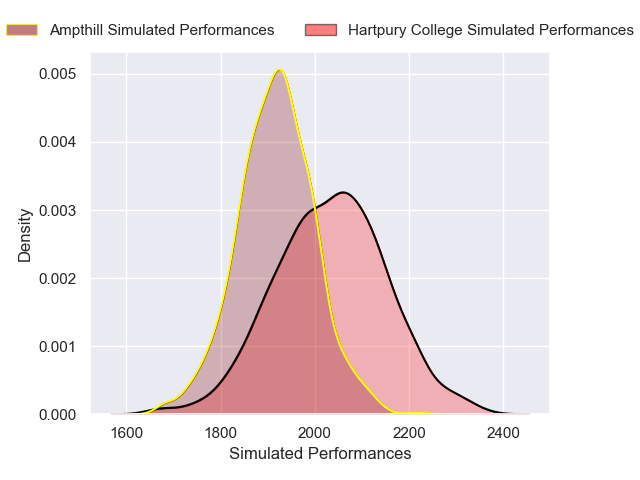 Ampthill Simulated Performances Hartpury College Simulated Performances
0.005
0.004
0.003
0.002
0.001
0.000
Density
1600 1800 2000 2200 2400
Simulated Performances